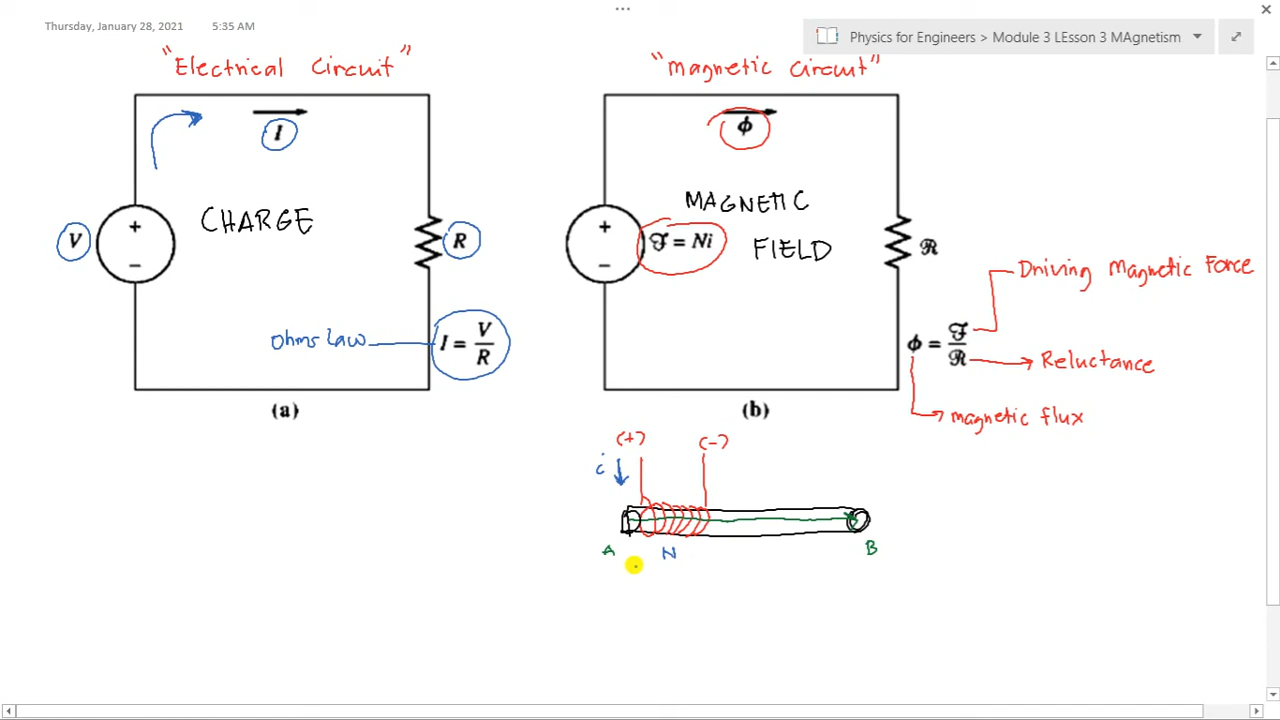 Thursday, January 28, 2021 5:35 AM
Physics for Engineers > Module 3 LEsson 3 MAgnetism
"Electrical Circuit"
I
V
CHARGE
R
Ohms law
I = V/R
(a)
"Magnetic Circuit"
ϕ
MAGNETIC
FIELD
+
−
+
−
ℱ = Ni
ℛ
Driving Magnetic Force
ϕ = ℱ/ℛ
Reluctance
magnetic flux
(b)
(+) (-)
i
A N B